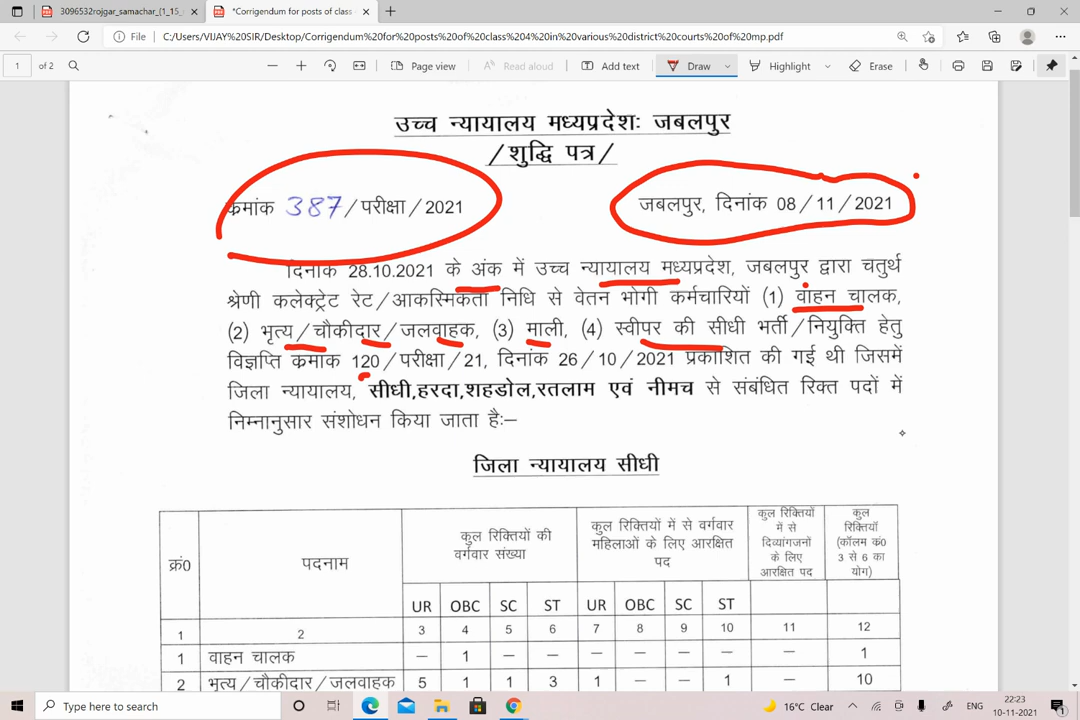 3096532rojgar_samachar_(1_15_
*Corrigendum for posts of class
File
C:/Users/VIJAY%20SIR/Desktop/Corrigendum%20for%20posts%20of%20class%204%20in%20various%20district%20courts%20of%20mp.pdf
1 of 2
Page view
Read aloud
Add text
Draw
Highlight
Erase
उच्च न्यायालय मध्यप्रदेशः जबलपुर
/शुद्धि पत्र/
क्रमांक 387/परीक्षा/2021 जबलपुर, दिनांक 08/11/2021
दिनांक 28.10.2021 के अंक में उच्च न्यायालय मध्यप्रदेश, जबलपुर द्वारा चतुर्थ
श्रेणी कलेक्ट्रेट रेट/आकस्मिकता निधि से वेतन भोगी कर्मचारियों (1) वाहन चालक,
(2) भृत्य/चौकीदार/जलवाहक, (3) माली, (4) स्वीपर की सीधी भर्ती/नियुक्ति हेतु
विज्ञप्ति क्रमांक 120/परीक्षा/21, दिनांक 26/10/2021 प्रकाशित की गई थी जिसमें
जिला न्यायालय, सीधी,हरदा,शहडोल,रतलाम एवं नीमच से संबंधित रिक्त पदों में
निम्नानुसार संशोधन किया जाता हैः–
जिला न्यायालय सीधी
क्रं0 पदनाम कुल रिक्तियों की वर्गवार संख्या कुल रिक्तियों में से वर्गवार महिलाओं के लिए आरक्षित पद कुल रिक्तियों में से दिव्यांगजनों के लिए आरक्षित पद कुल रिक्तियां (कॉलम कं0 3 से 6 का योग)
UR OBC SC ST UR OBC SC ST
1 2 3 4 5 6 7 8 9 10 11 12
1 वाहन चालक – 1 – – – – – – – 1
2 भृत्य/चौकीदार/जलवाहक 5 1 1 3 1 – – 1 – 10
Type here to search
16°C Clear
ENG
22:23
10-11-2021
1